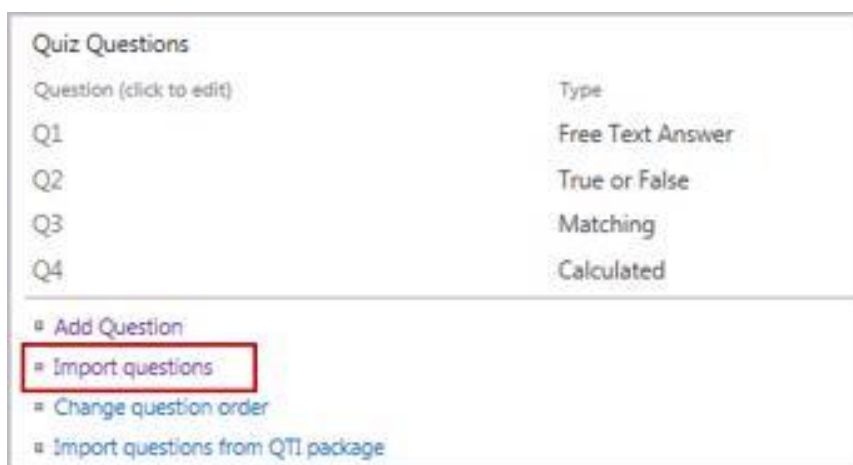 Quiz Questions
Question (click to edit) Type
Q1 Free Text Answer
Q2 True or False
Q3 Matching
Q4 Calculated
Add Question
Import questions
Change question order
Import questions from QTI package